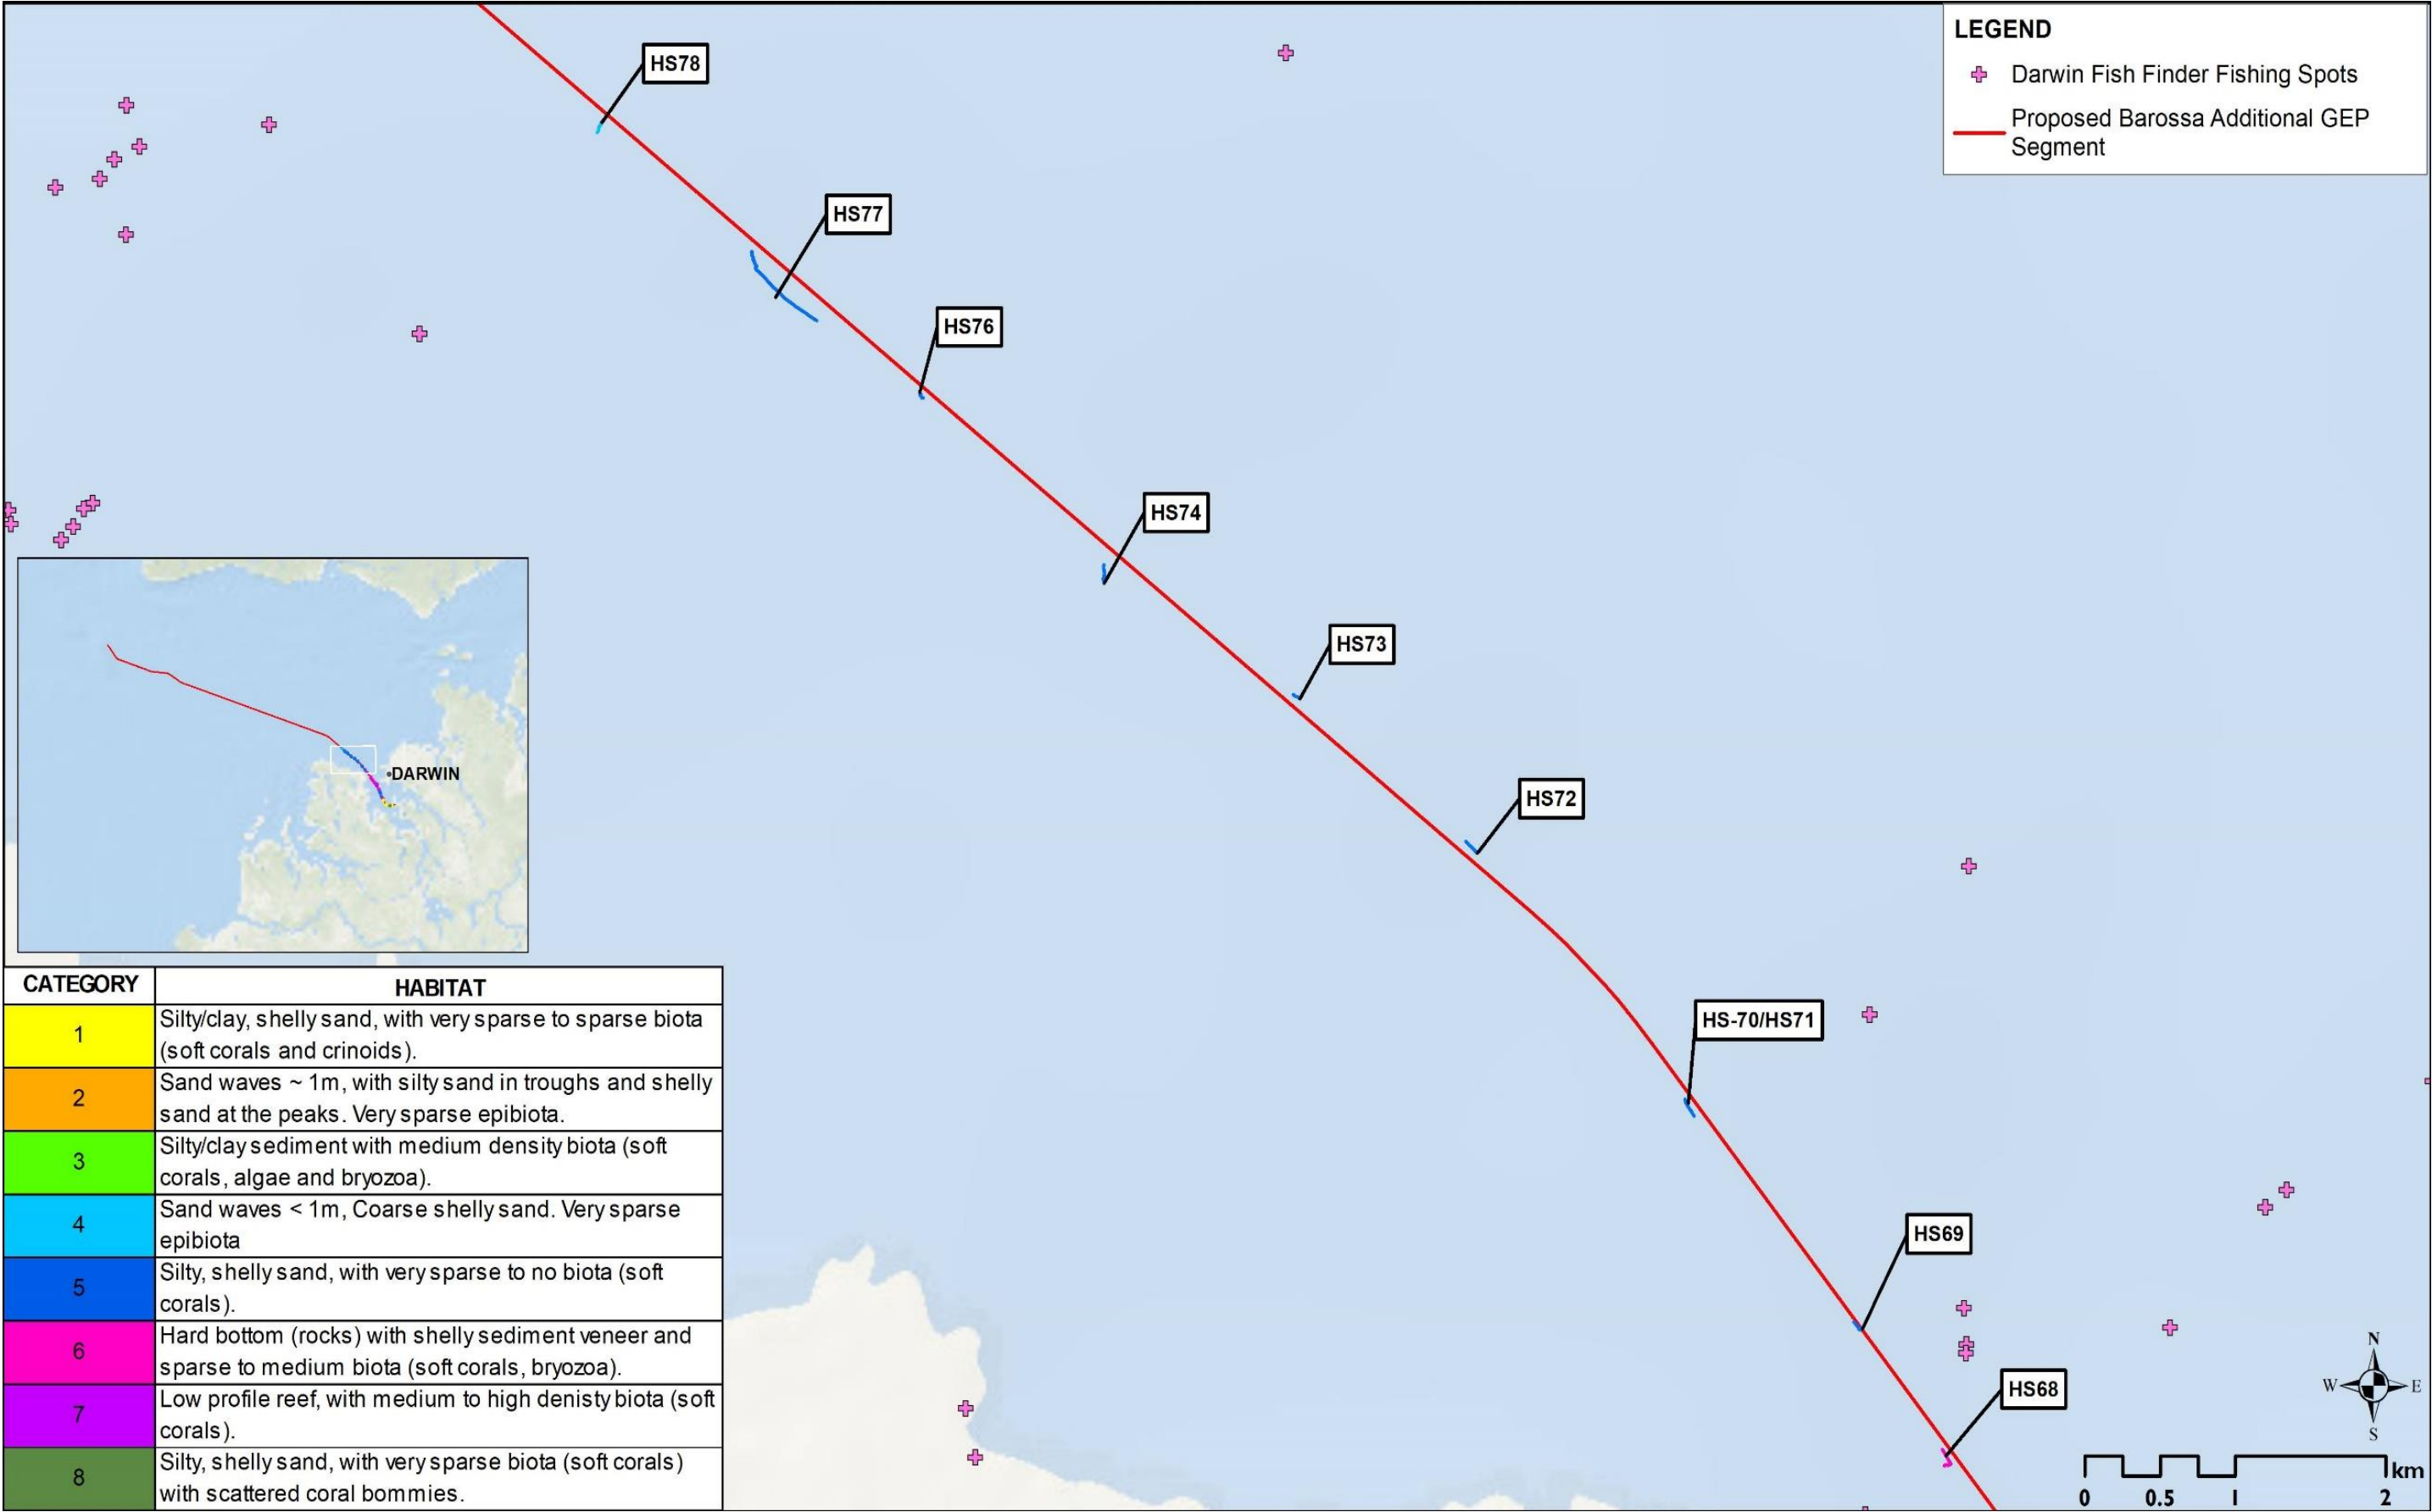 LEGEND
Darwin Fish Finder Fishing Spots
Proposed Barossa Additional GEP
Segment
HS78
HS77
HS76
HS74
HS73
HS72
HS-70/HS71
HS69
HS68
DARWIN
CATEGORY HABITAT
1 Silty/clay, shelly sand, with very sparse to sparse biota
(soft corals and crinoids).
2 Sand waves ~ 1m, with silty sand in troughs and shelly
sand at the peaks. Very sparse epibiota.
3 Silty/clay sediment with medium density biota (soft
corals, algae and bryozoa).
4 Sand waves < 1m, Coarse shelly sand. Very sparse
epibiota
5 Silty, shelly sand, with very sparse to no biota (soft
corals).
6 Hard bottom (rocks) with shelly sediment veneer and
sparse to medium biota (soft corals, bryozoa).
7 Low profile reef, with medium to high denisty biota (soft
corals).
8 Silty, shelly sand, with very sparse biota (soft corals)
with scattered coral bommies.
N
W E
S
km
0 0.5 1 2